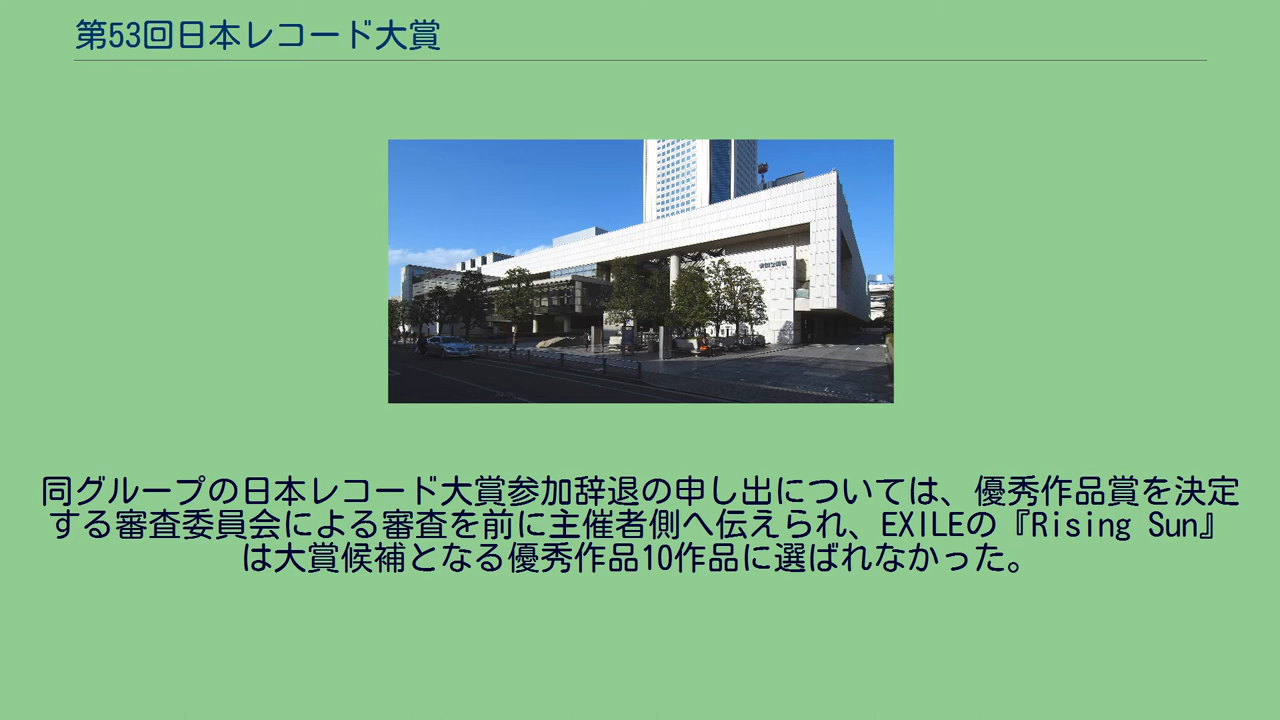 第53回日本レコード大賞
同グループの日本レコード大賞参加辞退の申し出については、優秀作品賞を決定
する審査委員会による審査を前に主催者側へ伝えられ、EXILEの『Rising Sun』
は大賞候補となる優秀作品10作品に選ばれなかった。